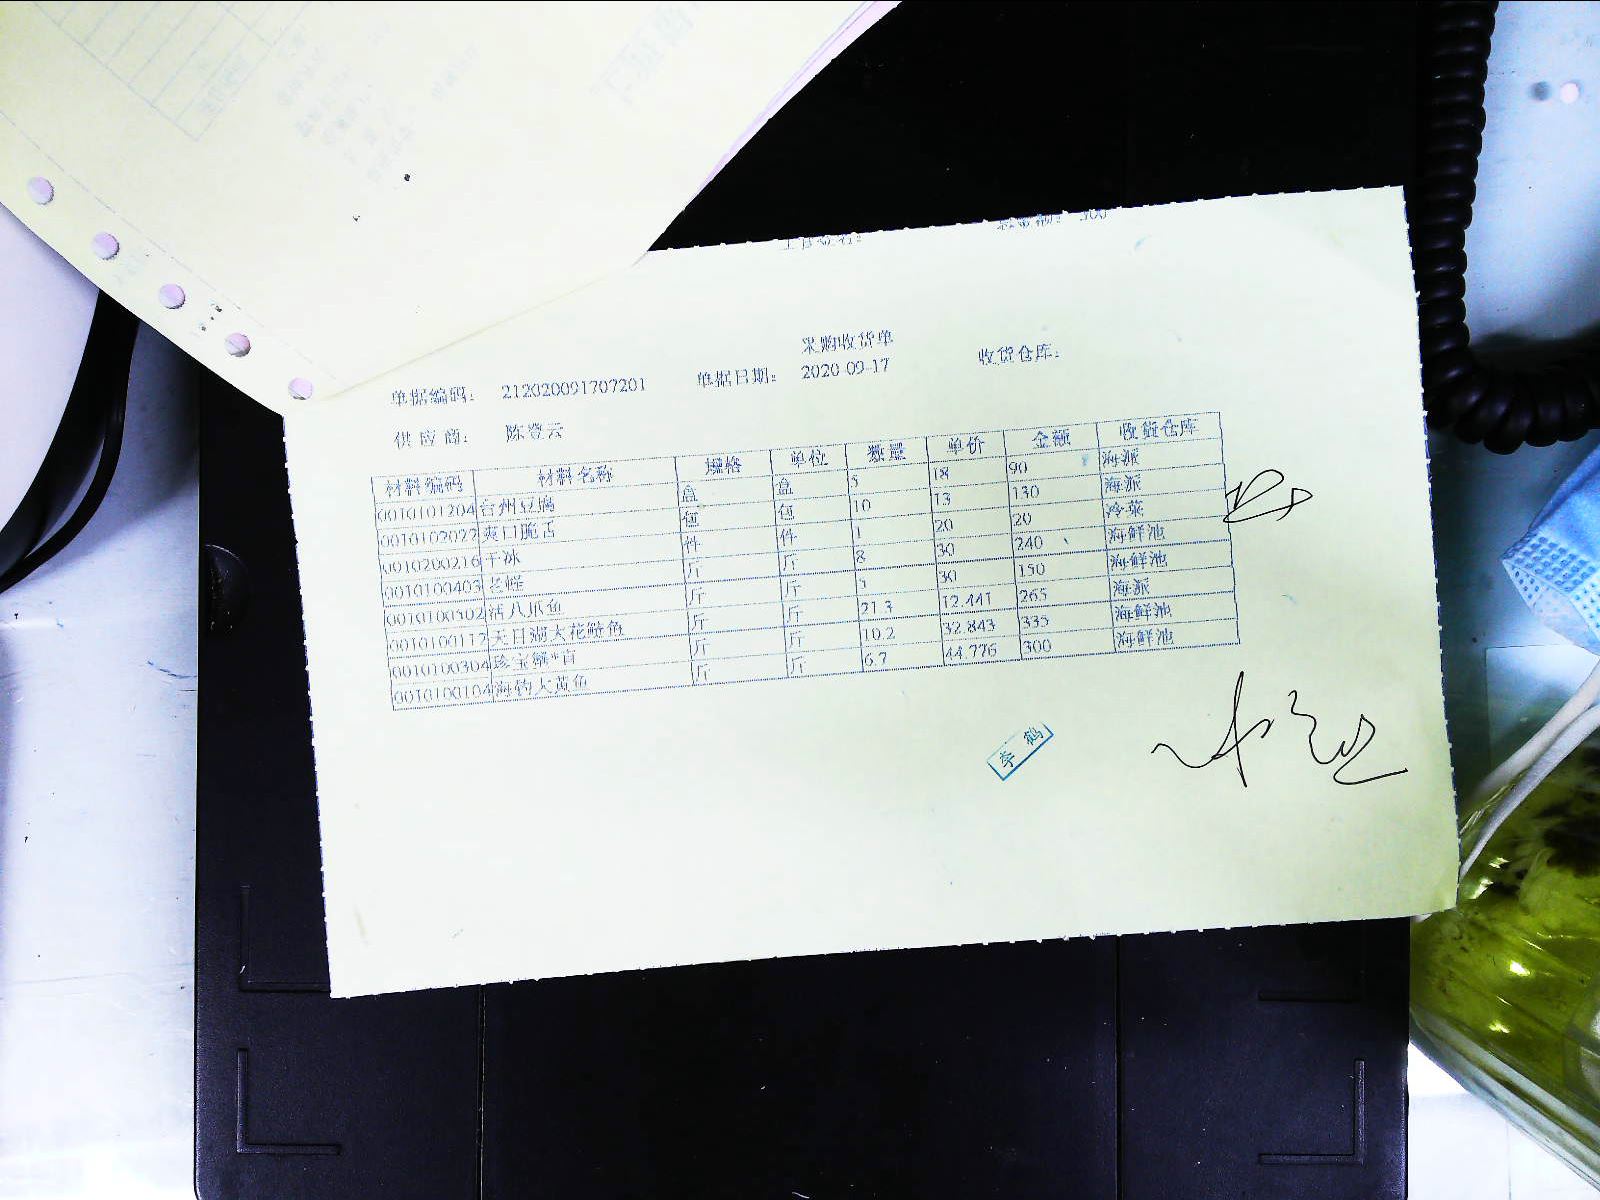 总金额: 300
采购收货单
单据编码: 212020091707201 单据日期: 2020-09-17 收货仓库:
供应商: 陈登云
材料编码 材料名称 规格 单位 数量 单价 金额 收货仓库
0010101204 台州豆腐 盒 盒 5 18 90 海派
0010102022 爽口脆舌 包 包 10 13 130 海派
0010200216 干冰 件 件 1 20 20 冷菜
0010100403 老蛏 斤 斤 8 30 240 海鲜池
0010100502 活八爪鱼 斤 斤 5 30 150 海鲜池
0010100112 天目湖大花鲢鱼 斤 斤 21.3 12.441 265 海派
0010100304 珍宝蟹*盲 斤 斤 10.2 32.843 335 海鲜池
0010100104 海钓大黄鱼 斤 斤 6.7 44.776 300 海鲜池
李鹤